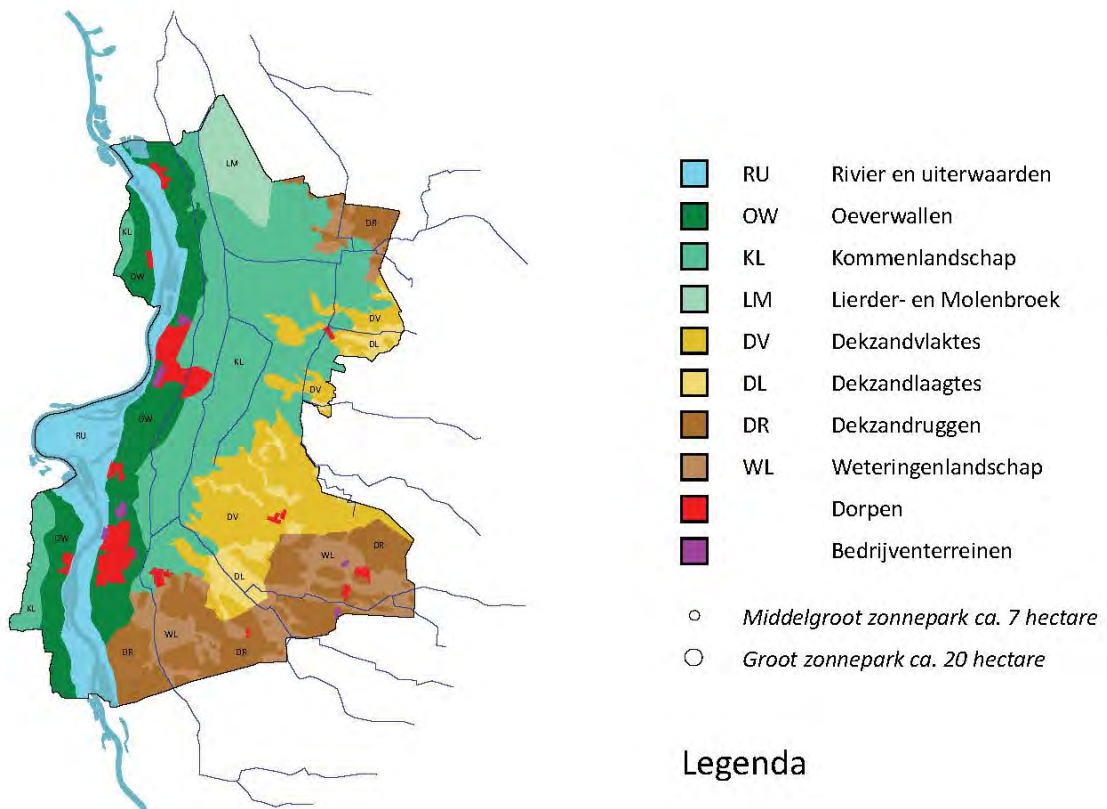 LM
DR
KL
OW
DV
DL
KL
DV
OW
RU
DV
OW
WL
DR
DL
KL
WL
DR
DR
RU Rivier en uiterwaarden
OW Oeverwallen
KL Kommenlandschap
LM Lierder- en Molenbroek
DV Dekzandvlaktes
DL Dekzandlaagtes
DR Dekzandruggen
WL Weteringenlandschap
Dorpen
Bedrijventerreinen
Middelgroot zonnepark ca. 7 hectare
Groot zonnepark ca. 20 hectare
Legenda